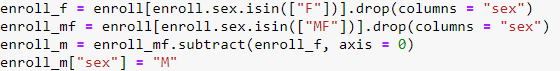 enroll_f = enroll[enroll.sex.isin(["F"])].drop(columns = "sex")
enroll_mf = enroll[enroll.sex.isin(["MF"])].drop(columns = "sex")
enroll_m = enroll_mf.subtract(enroll_f, axis = 0)
enroll_m["sex"] = "M"